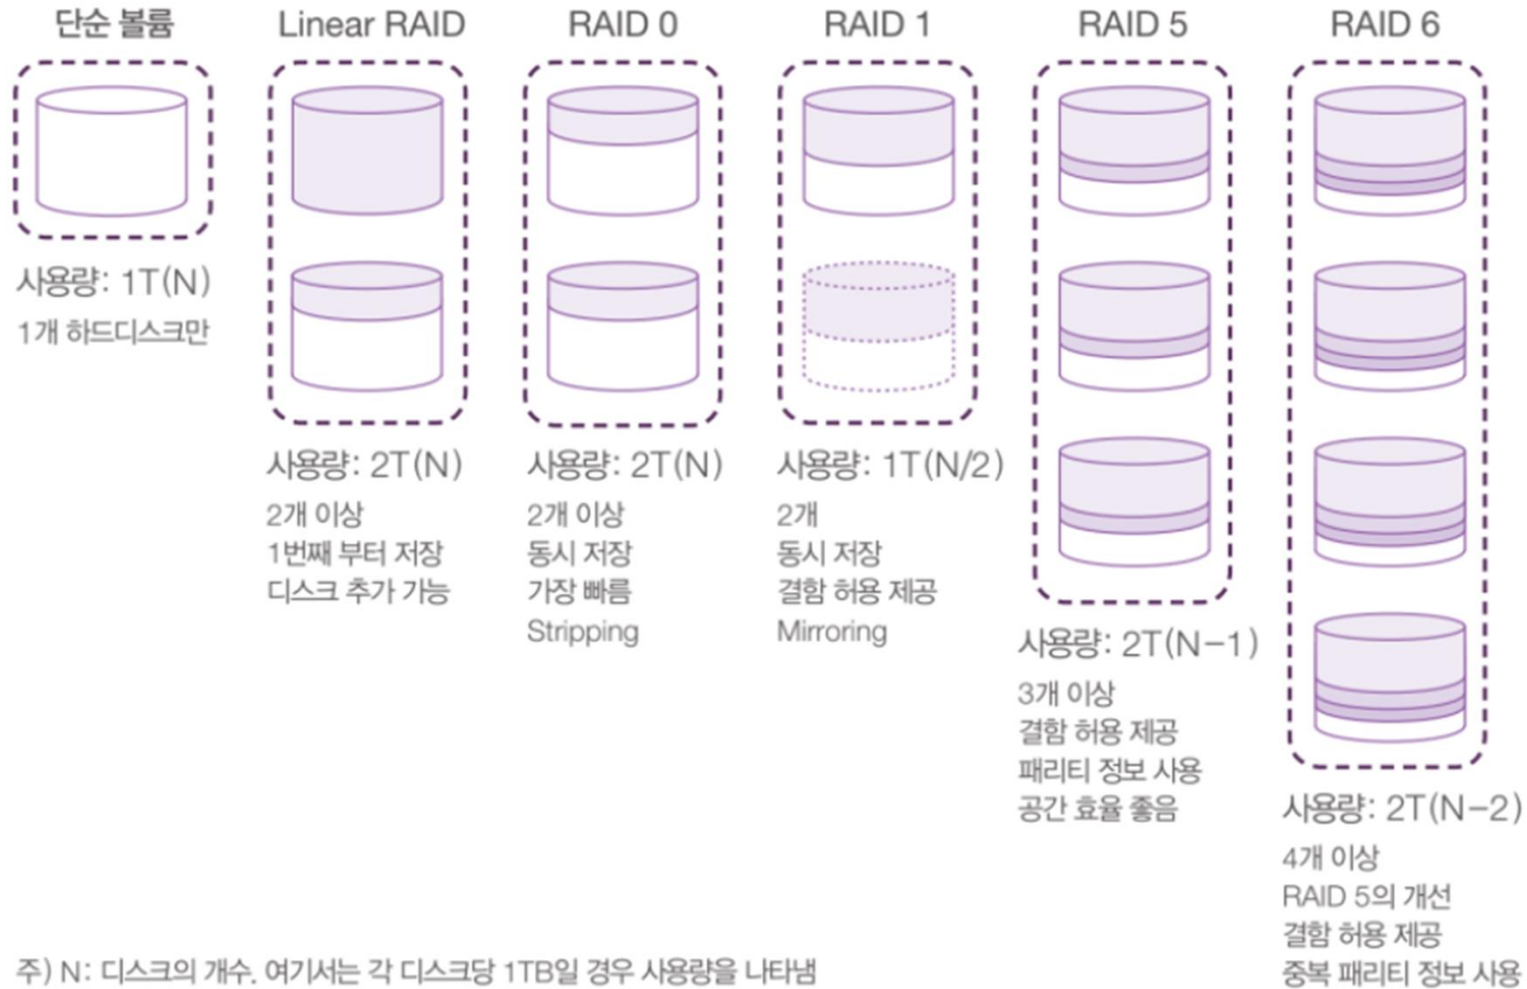 단순 볼륨
사용량: 1T(N)
1개 하드디스크만
Linear RAID
사용량: 2T(N)
2개 이상
1번째 부터 저장
디스크 추가 가능
RAID 0
사용량: 2T(N)
2개 이상
동시 저장
가장 빠름
Stripping
RAID 1
사용량: 1T(N/2)
2개
동시 저장
결함 허용 제공
Mirroring
RAID 5
사용량: 2T(N-1)
3개 이상
결함 허용 제공
패리티 정보 사용
공간 효율 좋음
RAID 6
사용량: 2T(N-2)
4개 이상
RAID 5의 개선
결함 허용 제공
중복 패리티 정보 사용
주) N: 디스크의 개수. 여기서는 각 디스크당 1TB일 경우 사용량을 나타냄